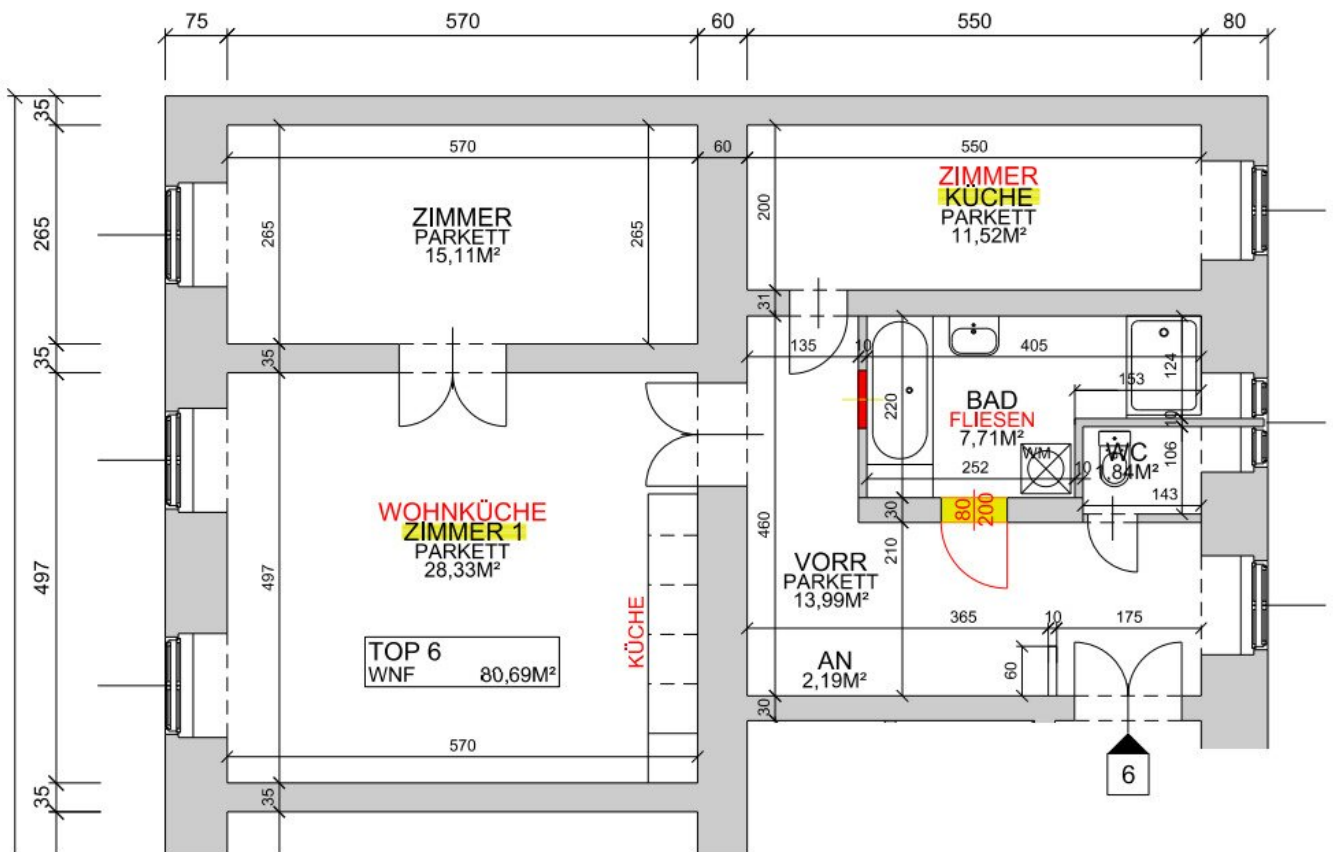 75
570
60
550
80
35
265
35
497
35
570
60
550
ZIMMER
PARKETT
15,11M²
265
265
ZIMMER
KÜCHE
PARKETT
11,52M²
200
31
35
135
10
405
124
153
10
106
220
BAD
FLIESEN
7,71M²
WM
252
10
WC
1,84M²
143
30
80
200
WOHNKÜCHE
ZIMMER 1
PARKETT
28,33M²
497
KÜCHE
460
210
VORR
PARKETT
13,99M²
365
10
175
60
AN
2,19M²
30
TOP 6
WNF 80,69M²
570
35
6